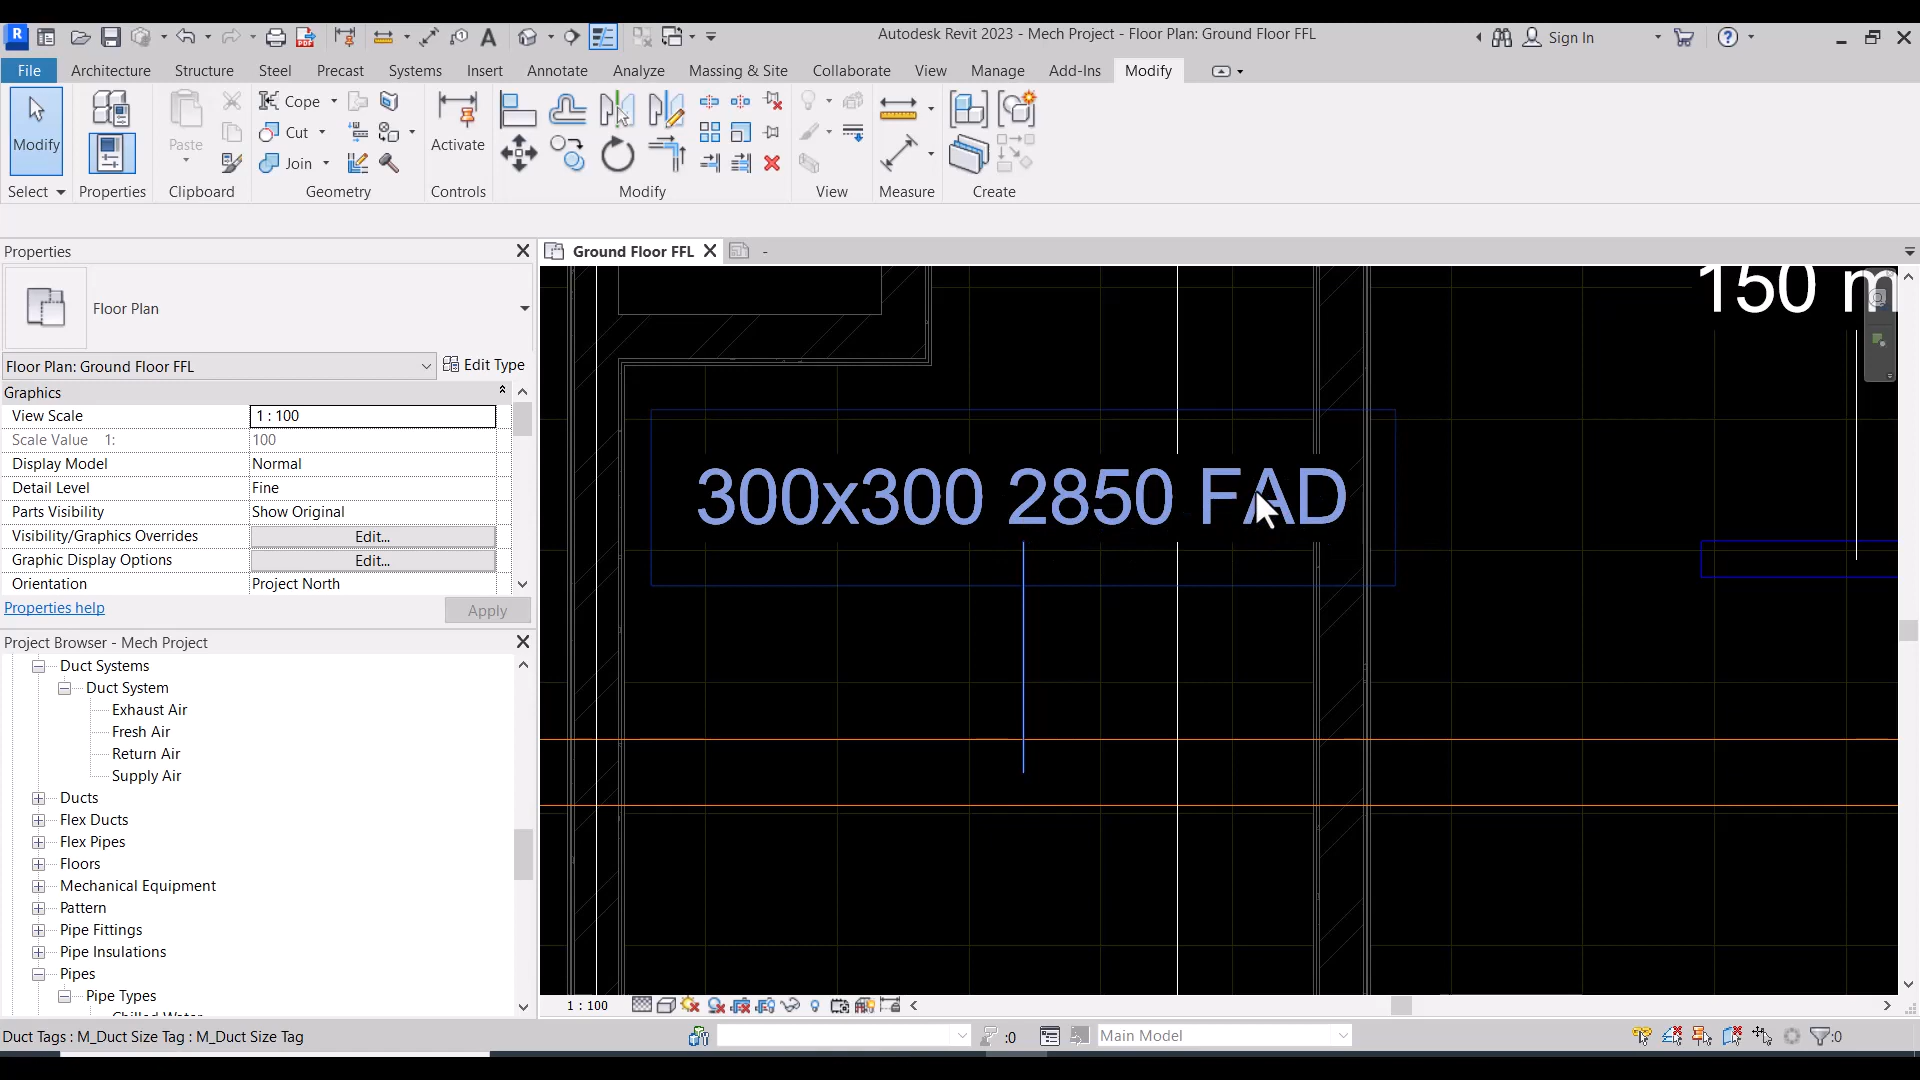 Autodesk Revit 2023 - Mech Project - Floor Plan: Ground Floor FFL
Sign In
File Architecture Structure Steel Precast Systems Insert Annotate Analyze Massing & Site Collaborate View Manage Add-Ins Modify
Modify
Paste
Cope
Cut
Join
Activate
Select Properties Clipboard Geometry Controls Modify View Measure Create
Properties
Floor Plan
Floor Plan: Ground Floor FFL
Edit Type
Graphics
View Scale 1 : 100
Scale Value 1: 100
Display Model Normal
Detail Level Fine
Parts Visibility Show Original
Visibility/Graphics Overrides Edit...
Graphic Display Options Edit...
Orientation Project North
Properties help
Apply
Project Browser - Mech Project
Duct Systems
Duct System
Exhaust Air
Fresh Air
Return Air
Supply Air
Ducts
Flex Ducts
Flex Pipes
Floors
Mechanical Equipment
Pattern
Pipe Fittings
Pipe Insulations
Pipes
Pipe Types
Ground Floor FFL
-
150 m
300x300 2850 FAD
1 : 100
Duct Tags : M_Duct Size Tag : M_Duct Size Tag
:0
Main Model
:0